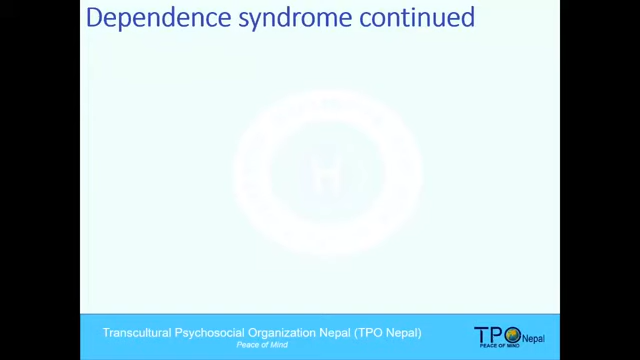 Dependence syndrome continued
H
Transcultural Psychosocial Organization Nepal (TPO Nepal)
Peace of Mind
TPO Nepal
PEACE OF MIND